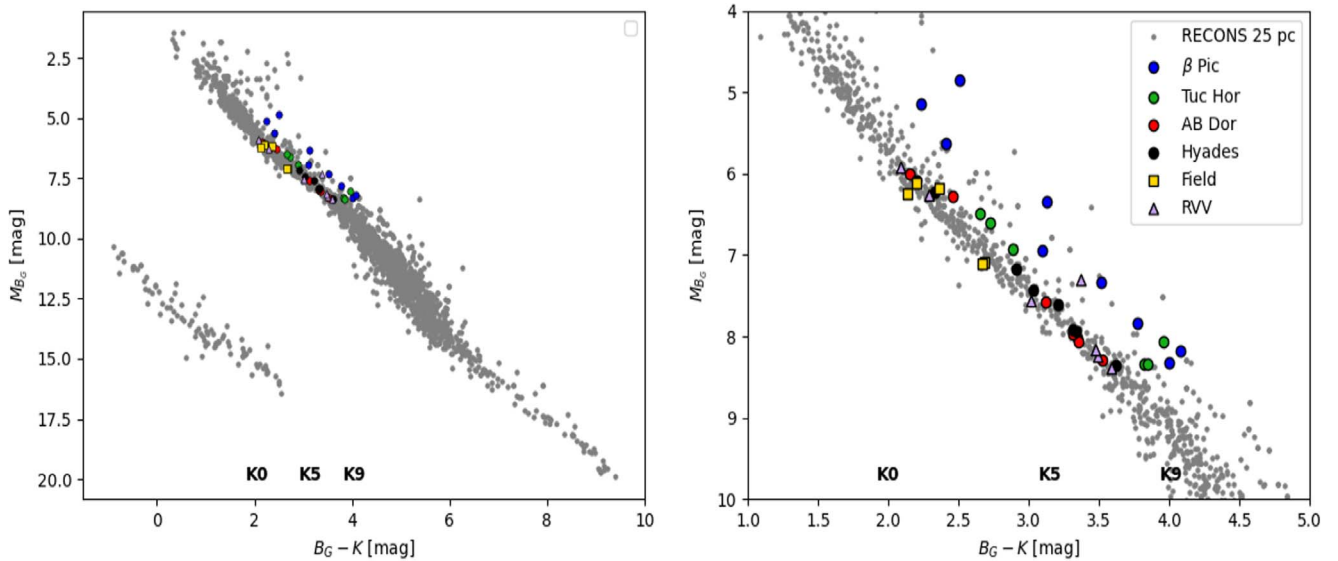 2.5
5.0
7.5
10.0
12.5
15.0
17.5
20.0
M_{B_G} [mag]
K0 K5 K9
0 2 4 6 8 10
B_G − K [mag]
4
5
6
7
8
9
10
M_{B_G} [mag]
RECONS 25 pc
β Pic
Tuc Hor
AB Dor
Hyades
Field
RVV
K0 K5 K9
1.0 1.5 2.0 2.5 3.0 3.5 4.0 4.5 5.0
B_G − K [mag]